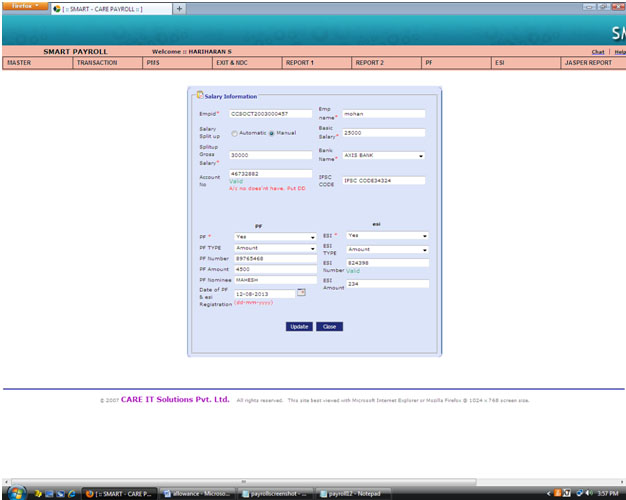 Firefox
[ :: SMART - CARE PAYROLL :: ]
+
SM
SMART PAYROLL Welcome :: HARIHARAN S Chat | Help
MASTER TRANSACTION PMS EXIT & NDC REPORT 1 REPORT 2 PF ESI JASPER REPORT
Salary Information
Empid* CCSOCT2003000457 Emp name* mohan
Salary Split up Automatic Manual Basic Salary* 25000
Splitup Gross Salary* 30000 Bank Name* AXIS BANK
Account No 46732882 IFSC CODE IFSC CODE34324
Valid
A/c no does'nt have. Put DD.
PF esi
PF * Yes ESI * Yes
PF TYPE Amount ESI TYPE Amount
PF Number 89765468 ESI Number 824398
Valid
PF Amount 4500 ESI Amount 234
PF Nominee MAHESH
Date of PF & esi Registration 12-08-2013
(dd-mm-yyyy)
Update Close
© 2007 CARE IT Solutions Pvt. Ltd. All rights reserved. This site best viewed with Microsoft Internet Explorer or Mozilla Firefox @ 1024 x 768 screen size.
[ :: SMART - CARE P... allowance - Microso... payrollscreenshot - ... payroll12 - Notepad 3:57 PM